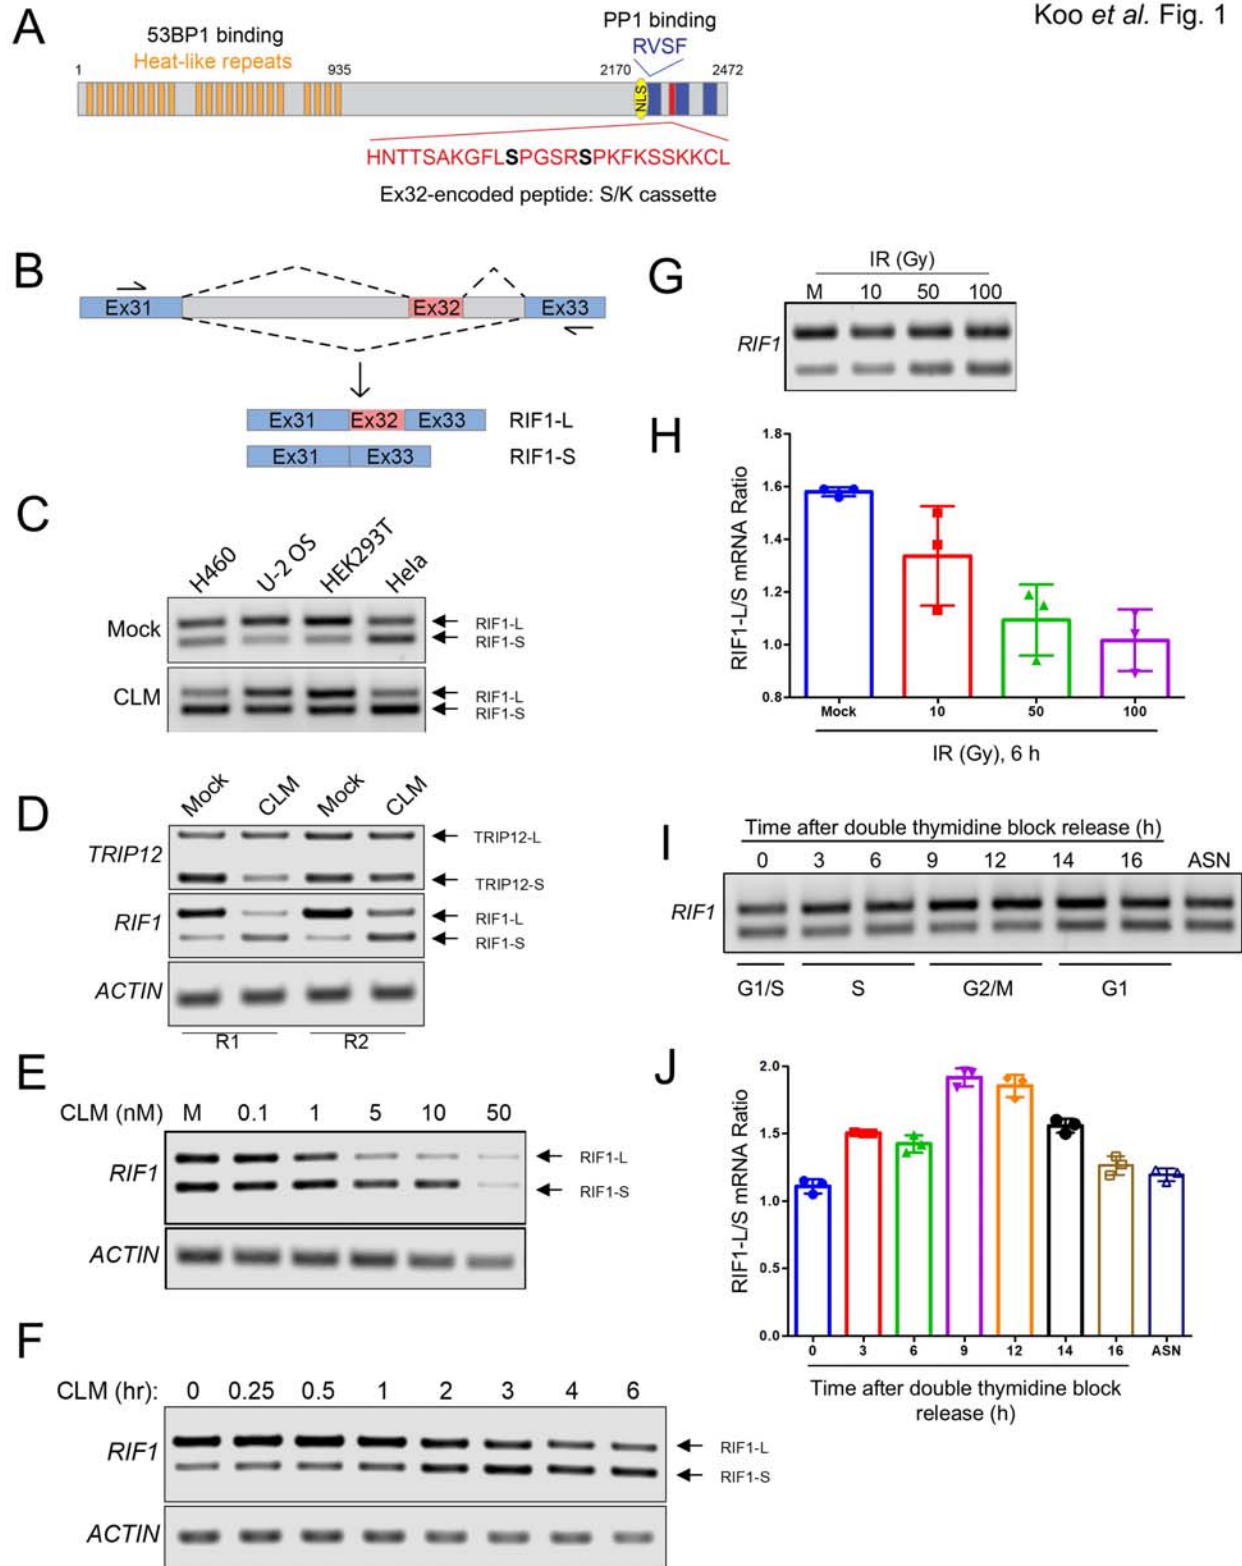 Koo et al. Fig. 1
A
53BP1 binding
Heat-like repeats
PP1 binding
RVSF
1
935
2170
2472
NLS
HNTTSAKGFLSPGSRSPKFKSSKKCL
Ex32-encoded peptide: S/K cassette
B
Ex31
Ex32
Ex33
Ex31 Ex32 Ex33 RIF1-L
Ex31 Ex33 RIF1-S
C
H460 U-2 OS HEK293T Hela
Mock
RIF1-L
RIF1-S
CLM
RIF1-L
RIF1-S
D
Mock CLM Mock CLM
TRIP12
TRIP12-L
TRIP12-S
RIF1
RIF1-L
RIF1-S
ACTIN
R1 R2
E
CLM (nM) M 0.1 1 5 10 50
RIF1
RIF1-L
RIF1-S
ACTIN
F
CLM (hr): 0 0.25 0.5 1 2 3 4 6
RIF1
RIF1-L
RIF1-S
ACTIN
G
IR (Gy)
M 10 50 100
RIF1
H
RIF1-L/S mRNA Ratio
1.8
1.6
1.4
1.2
1.0
0.8
Mock 10 50 100
IR (Gy), 6 h
I
Time after double thymidine block release (h)
0 3 6 9 12 14 16 ASN
RIF1
G1/S S G2/M G1
J
RIF1-L/S mRNA Ratio
2.0
1.5
1.0
0.5
0.0
0 3 6 9 12 14 16 ASN
Time after double thymidine block
release (h)